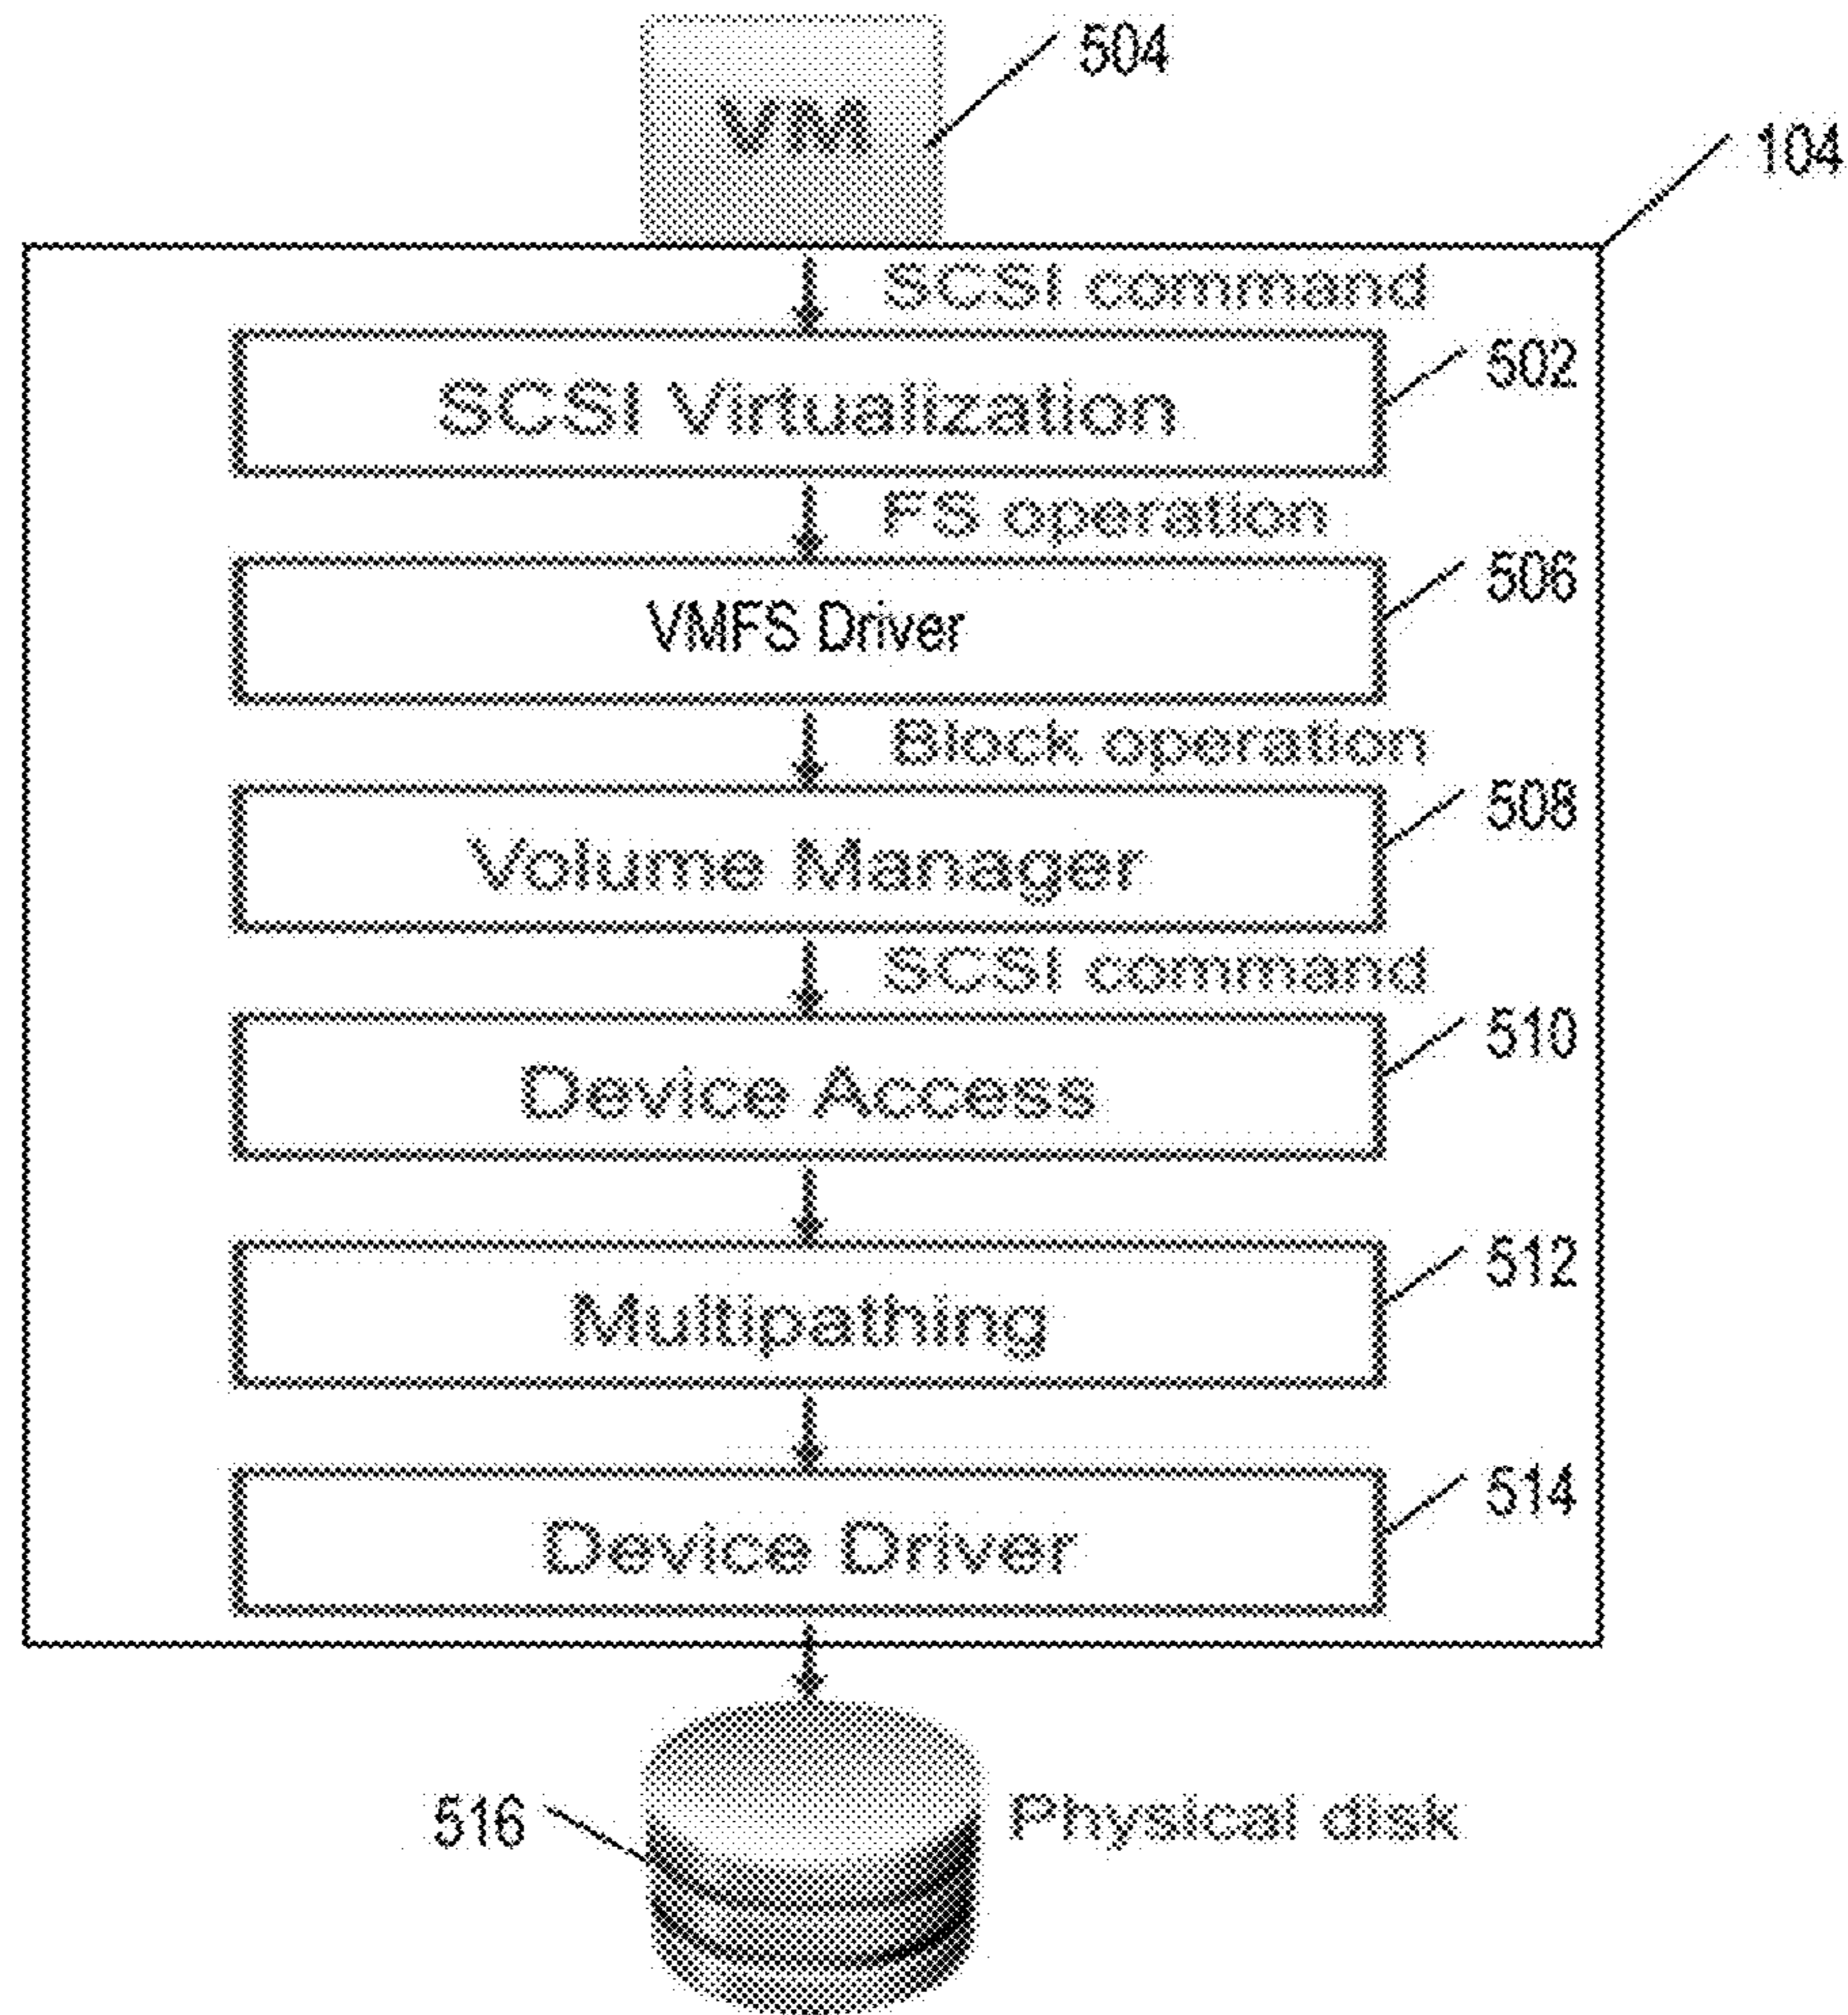 504
VM
104
SCSI command
502
SCSI Virtualization
FS operation
506
VMFS Driver
Block operation
508
Volume Manager
SCSI command
510
Device Access
512
Multipathing
514
Device Driver
516
Physical disk